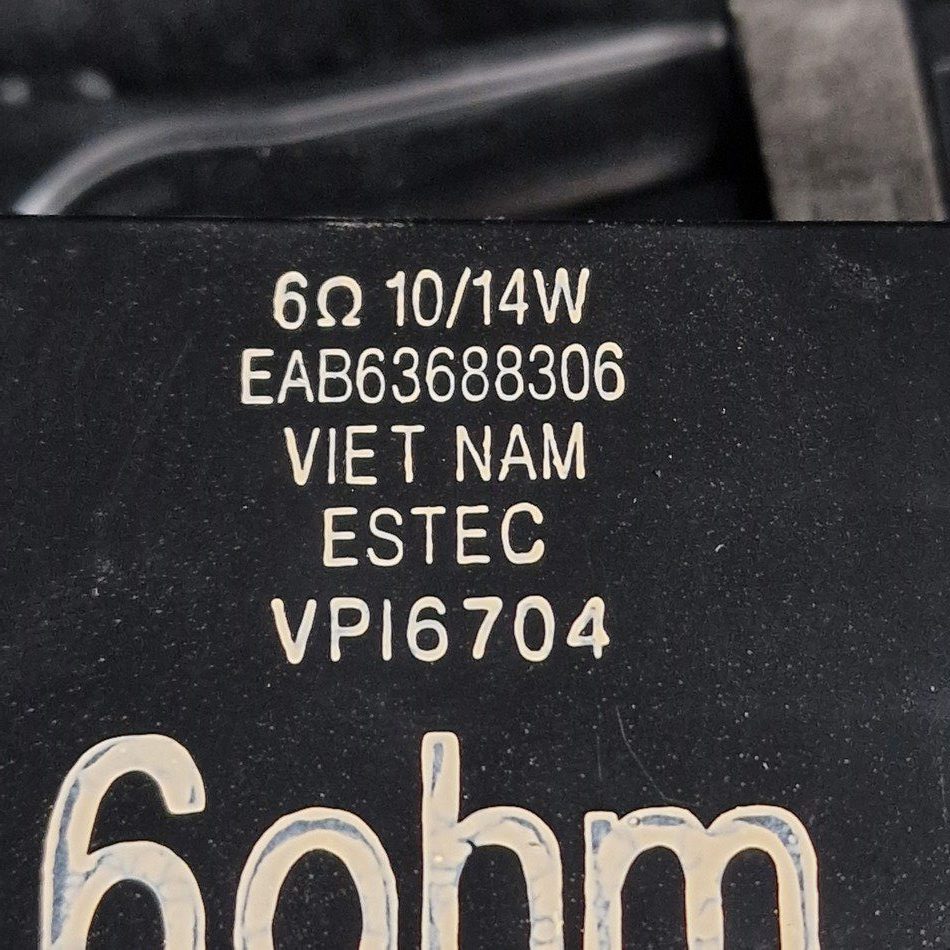 6Ω 10/14W
EAB63688306
VIET NAM
ESTEC
VPI6704
6ohm